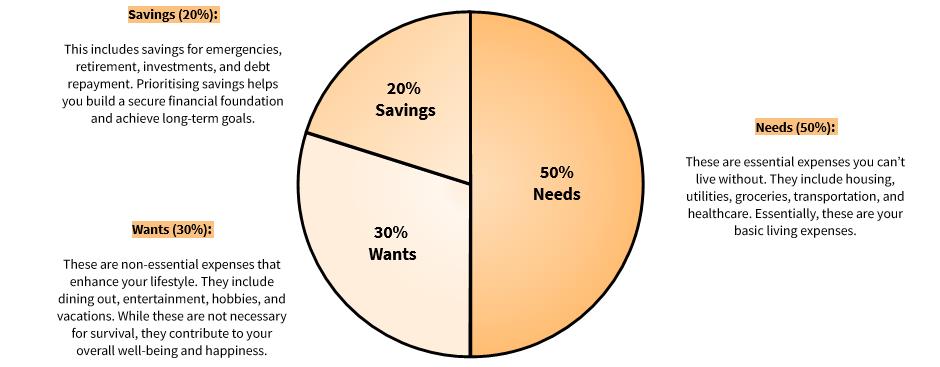 Savings (20%):
This includes savings for emergencies,
retirement, investments, and debt
repayment. Prioritising savings helps
you build a secure financial foundation
and achieve long-term goals.
Wants (30%):
These are non-essential expenses that
enhance your lifestyle. They include
dining out, entertainment, hobbies, and
vacations. While these are not necessary
for survival, they contribute to your
overall well-being and happiness.
20%
Savings
30%
Wants
50%
Needs
Needs (50%):
These are essential expenses you can’t
live without. They include housing,
utilities, groceries, transportation, and
healthcare. Essentially, these are your
basic living expenses.